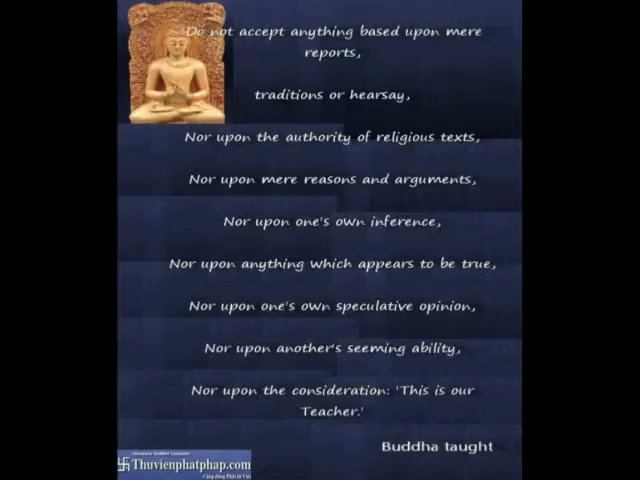 Do not accept anything based upon mere
reports,
traditions or hearsay,
Nor upon the authority of religious texts,
Nor upon mere reasons and arguments,
Nor upon one's own inference,
Nor upon anything which appears to be true,
Nor upon one's own speculative opinion,
Nor upon another's seeming ability,
Nor upon the consideration: 'This is our
Teacher.'
Buddha taught
Thuvienphatphap.com